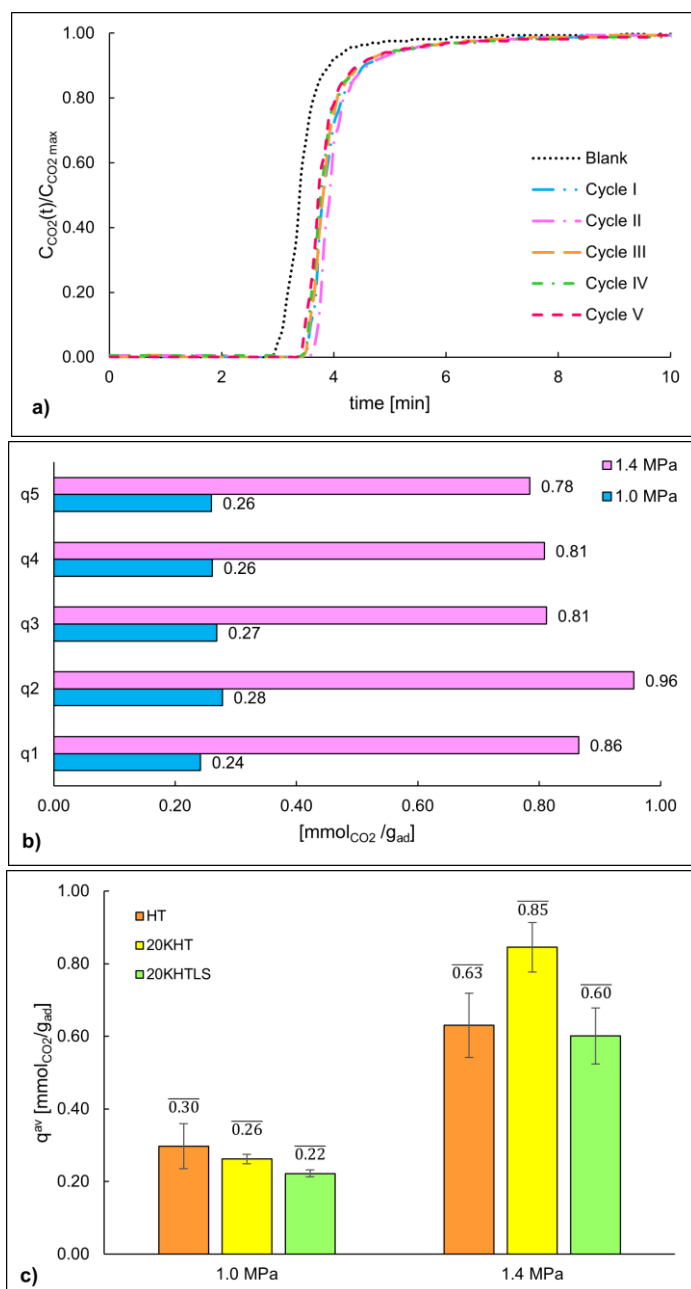 1.00
0.80
0.60
0.40
0.20
0.00
C_CO2(t)/C_CO2 max
Blank
Cycle I
Cycle II
Cycle III
Cycle IV
Cycle V
0 2 4 6 8 10
time [min]
a)
1.4 MPa
1.0 MPa
q5 0.78
0.26
q4 0.81
0.26
q3 0.81
0.27
q2 0.96
0.28
q1 0.86
0.24
0.00 0.20 0.40 0.60 0.80 1.00
[mmol_CO2 /g_ad]
b)
1.00
0.80
0.60
0.40
0.20
0.00
q^av [mmol_CO2/g_ad]
HT
20KHT
20KHTLS
0.30
0.26
0.22
0.63
0.85
0.60
1.0 MPa 1.4 MPa
c)